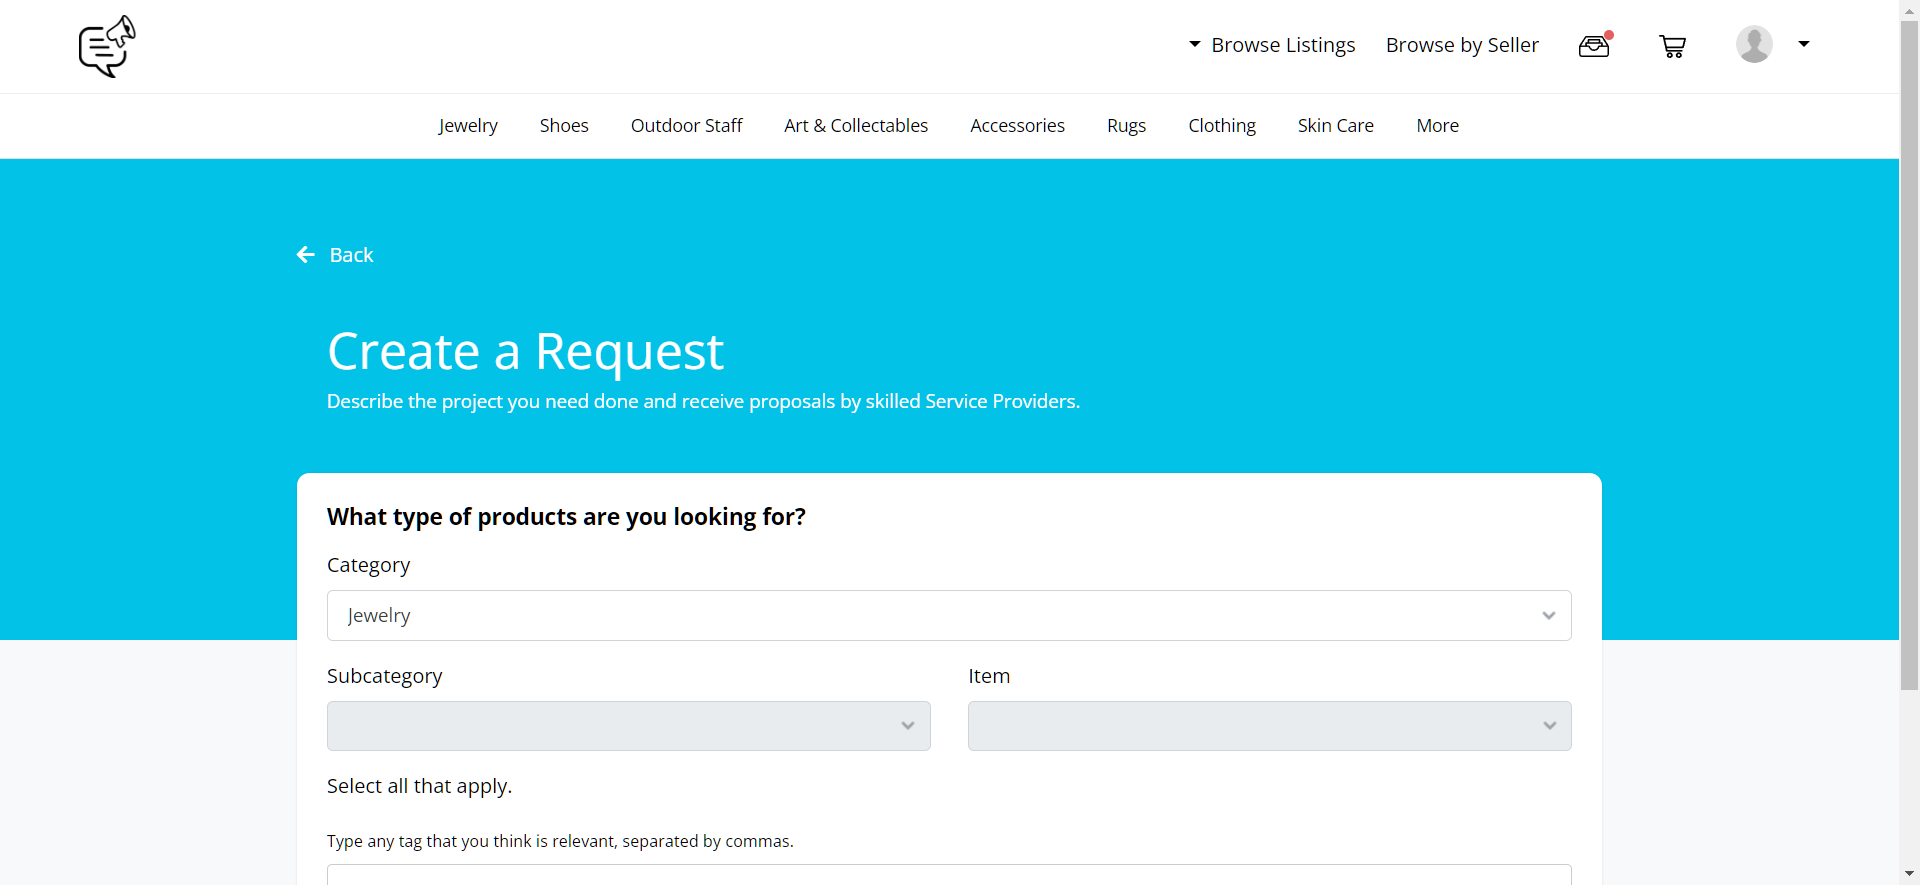 Browse Listings Browse by Seller
Jewelry Shoes Outdoor Staff Art & Collectables Accessories Rugs Clothing Skin Care More
Back
Create a Request
Describe the project you need done and receive proposals by skilled Service Providers.
What type of products are you looking for?
Category
Jewelry
Subcategory Item
Select all that apply.
Type any tag that you think is relevant, separated by commas.